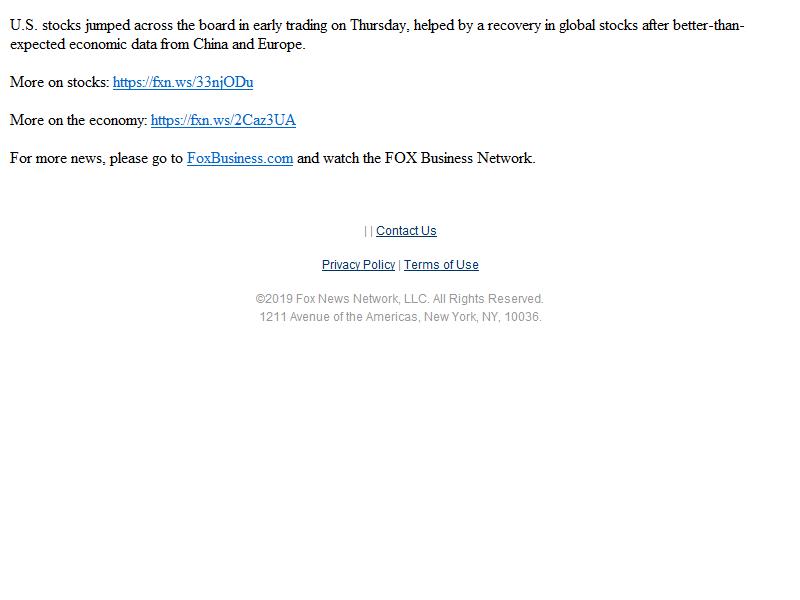 U.S. stocks jumped across the board in early trading on Thursday, helped by a recovery in global stocks after better-than-
expected economic data from China and Europe.
More on stocks: https://fxn.ws/33njODu
More on the economy: https://fxn.ws/2Caz3UA
For more news, please go to FoxBusiness.com and watch the FOX Business Network.
| | Contact Us
Privacy Policy | Terms of Use
©2019 Fox News Network, LLC. All Rights Reserved.
1211 Avenue of the Americas, New York, NY, 10036.